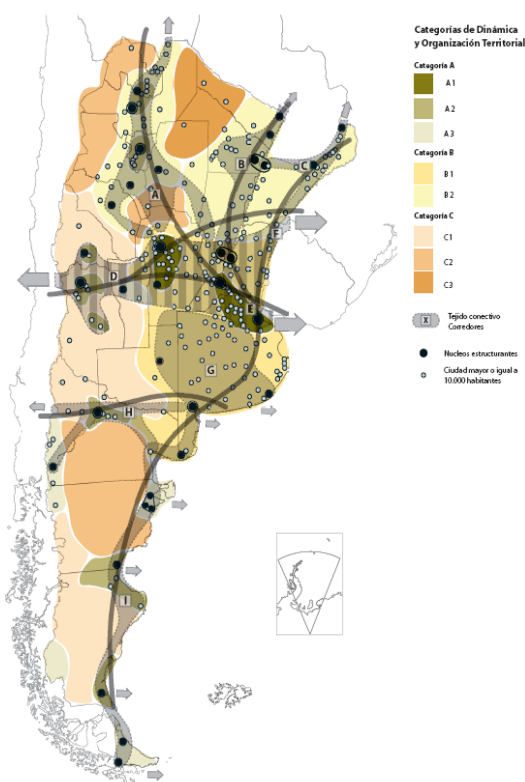 Categorías de Dinámica
y Organización Territorial
Categoría A
A 1
A 2
A 3
Categoría B
B 1
B 2
Categoría C
C1
C2
C3
X
Tejido conectivo
Corredores
Nucleos estructurantes
Ciudad mayor o igual a
10.000 habitantes
B
C
A
F
D
E
G
H
I